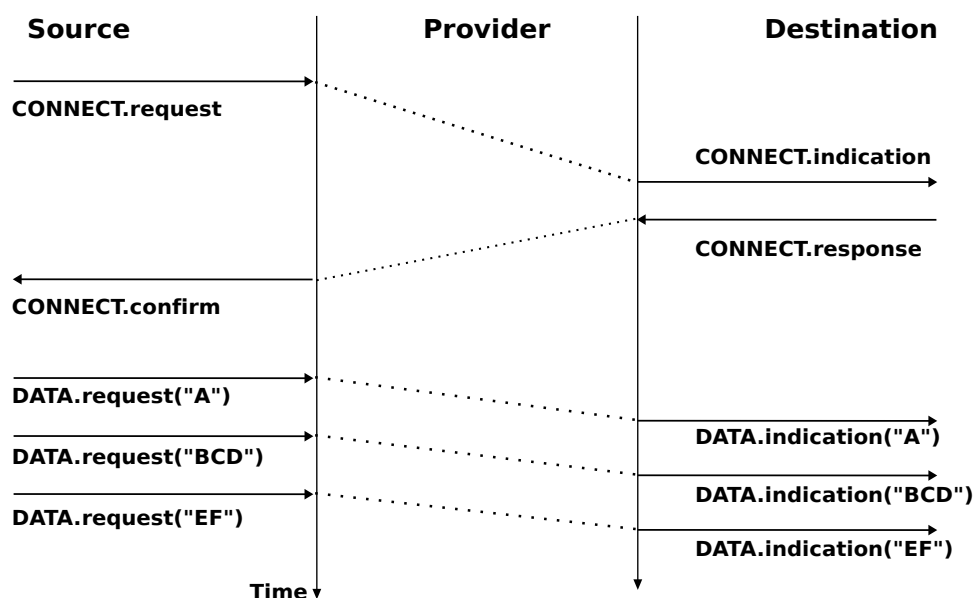 Source Provider Destination
CONNECT.request
CONNECT.indication
CONNECT.response
CONNECT.confirm
DATA.request("A")
DATA.indication("A")
DATA.request("BCD")
DATA.indication("BCD")
DATA.request("EF")
DATA.indication("EF")
Time